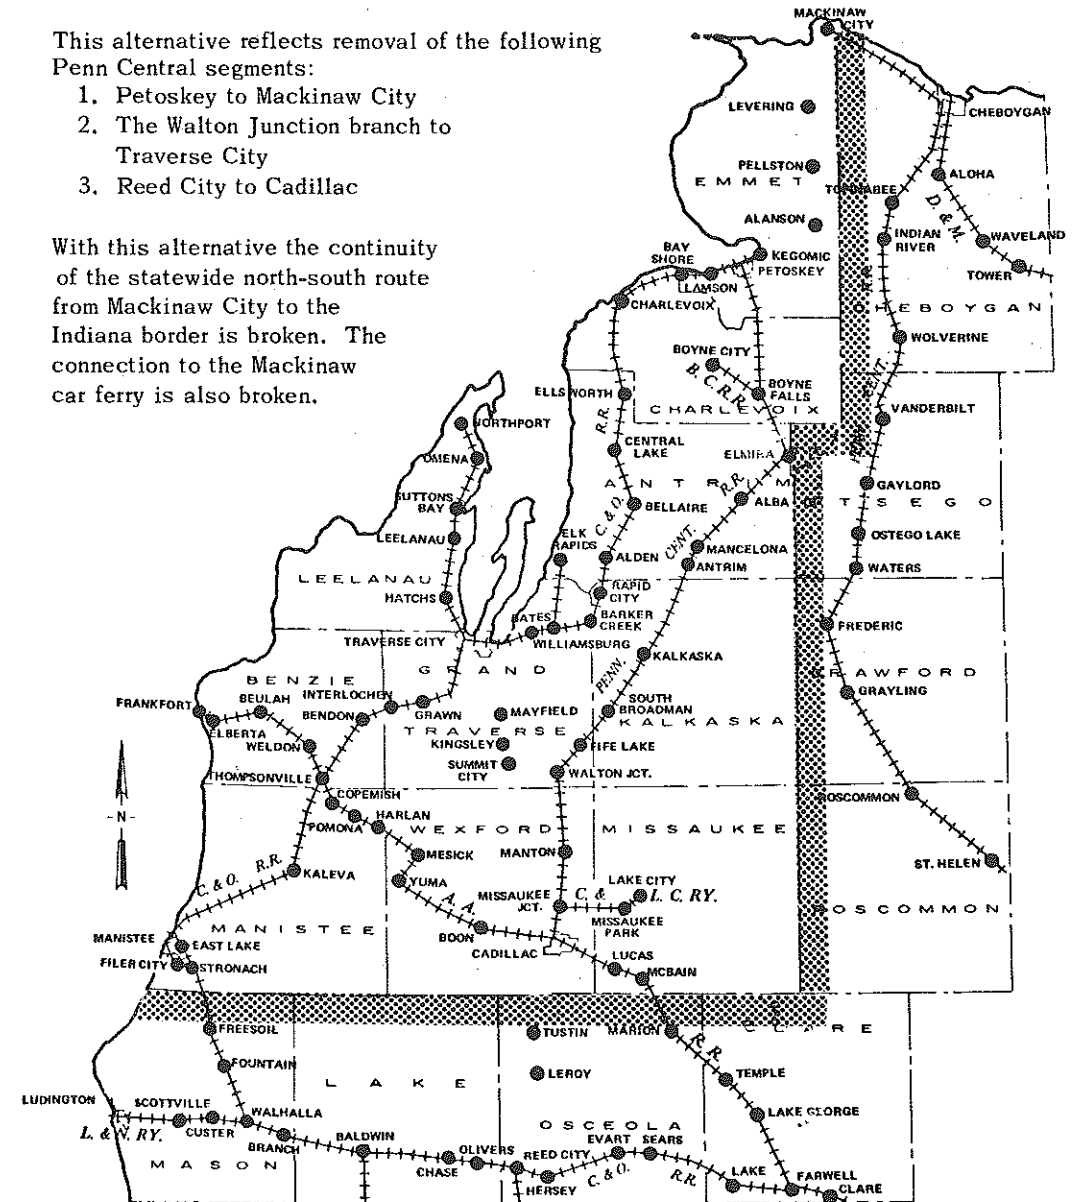 This alternative reflects removal of the following
Penn Central segments:
1. Petoskey to Mackinaw City
2. The Walton Junction branch to
Traverse City
3. Reed City to Cadillac
With this alternative the continuity
of the statewide north-south route
from Mackinaw City to the
Indiana border is broken. The
connection to the Mackinaw
car ferry is also broken.
MACKINAW
CITY
LEVERING
CHEBOYGAN
PELLSTON
EMMET
ALOHA
D. & M.
ALANSON
INDIAN
RIVER
WAVELAND
TOWER
BAY
SHORE
KEGOMIC
PETOSKEY
CHARLEVOIX
HEBOYGAN
WOLVERINE
BOYNE CITY
B. C. R.R.
BOYNE
FALLS
CENT.
VANDERBILT
CHARLEVOIX
R.R.
NORTHPORT
CENTRAL
LAKE
ELMIRA
OMENA
ANTRIM
R.R.
GAYLORD
SUTTONS
BAY
BELLAIRE
ALBA
TSEGO
LEELANAU
C. & O.
ELK
RAPIDS
ALDEN
CENT.
MANCELONA
ANTRIM
OSTEGO LAKE
WATERS
LEELANAU
HATCHS
RAPID
CITY
BATES
BARKER
CREEK
FREDERIC
TRAVERSE CITY
WILLIAMSBURG
KALKASKA
GRAND
PENN.
BENZIE
RAWFORD
GRAYLING
FRANKFORT
BEULAH
INTERLOCHEN
SOUTH
BROADMAN
ELBERTA
BENDON
GRAWN
MAYFIELD
KALKASKA
TRAVERSE
WELDON
KINGSLEY
FIFE LAKE
SUMMIT
CITY
WALTON JCT.
THOMPSONVILLE
COPEMISH
ROSCOMMON
-N-
HARLAN
POMONA
WEXFORD
MISSAUKEE
MESICK
MANTON
ST. HELEN
C. & O.
R.R.
KALEVA
YUMA
LAKE CITY
MISSAUKEE
JCT.
C. &
L. C. RY.
A. A.
MISSAUKEE
PARK
OSCOMMON
MANISTEE
BOON
MANISTEE
EAST LAKE
CADILLAC
LUCAS
FILER CITY
STRONACH
MCBAIN
FREESOIL
TUSTIN
MARION
ARE
R. R.
FOUNTAIN
LEROY
TEMPLE
LAKE
LUDINGTON
SCOTTVILLE
WALHALLA
LAKE GEORGE
L. & N. RY.
CUSTER
OSCEOLA
BRANCH
BALDWIN
EVART
SEARS
OLIVERS
REED CITY
MASON
CHASE
C. & O.
R.R.
LAKE
FARWELL
HERSEY
CLARE